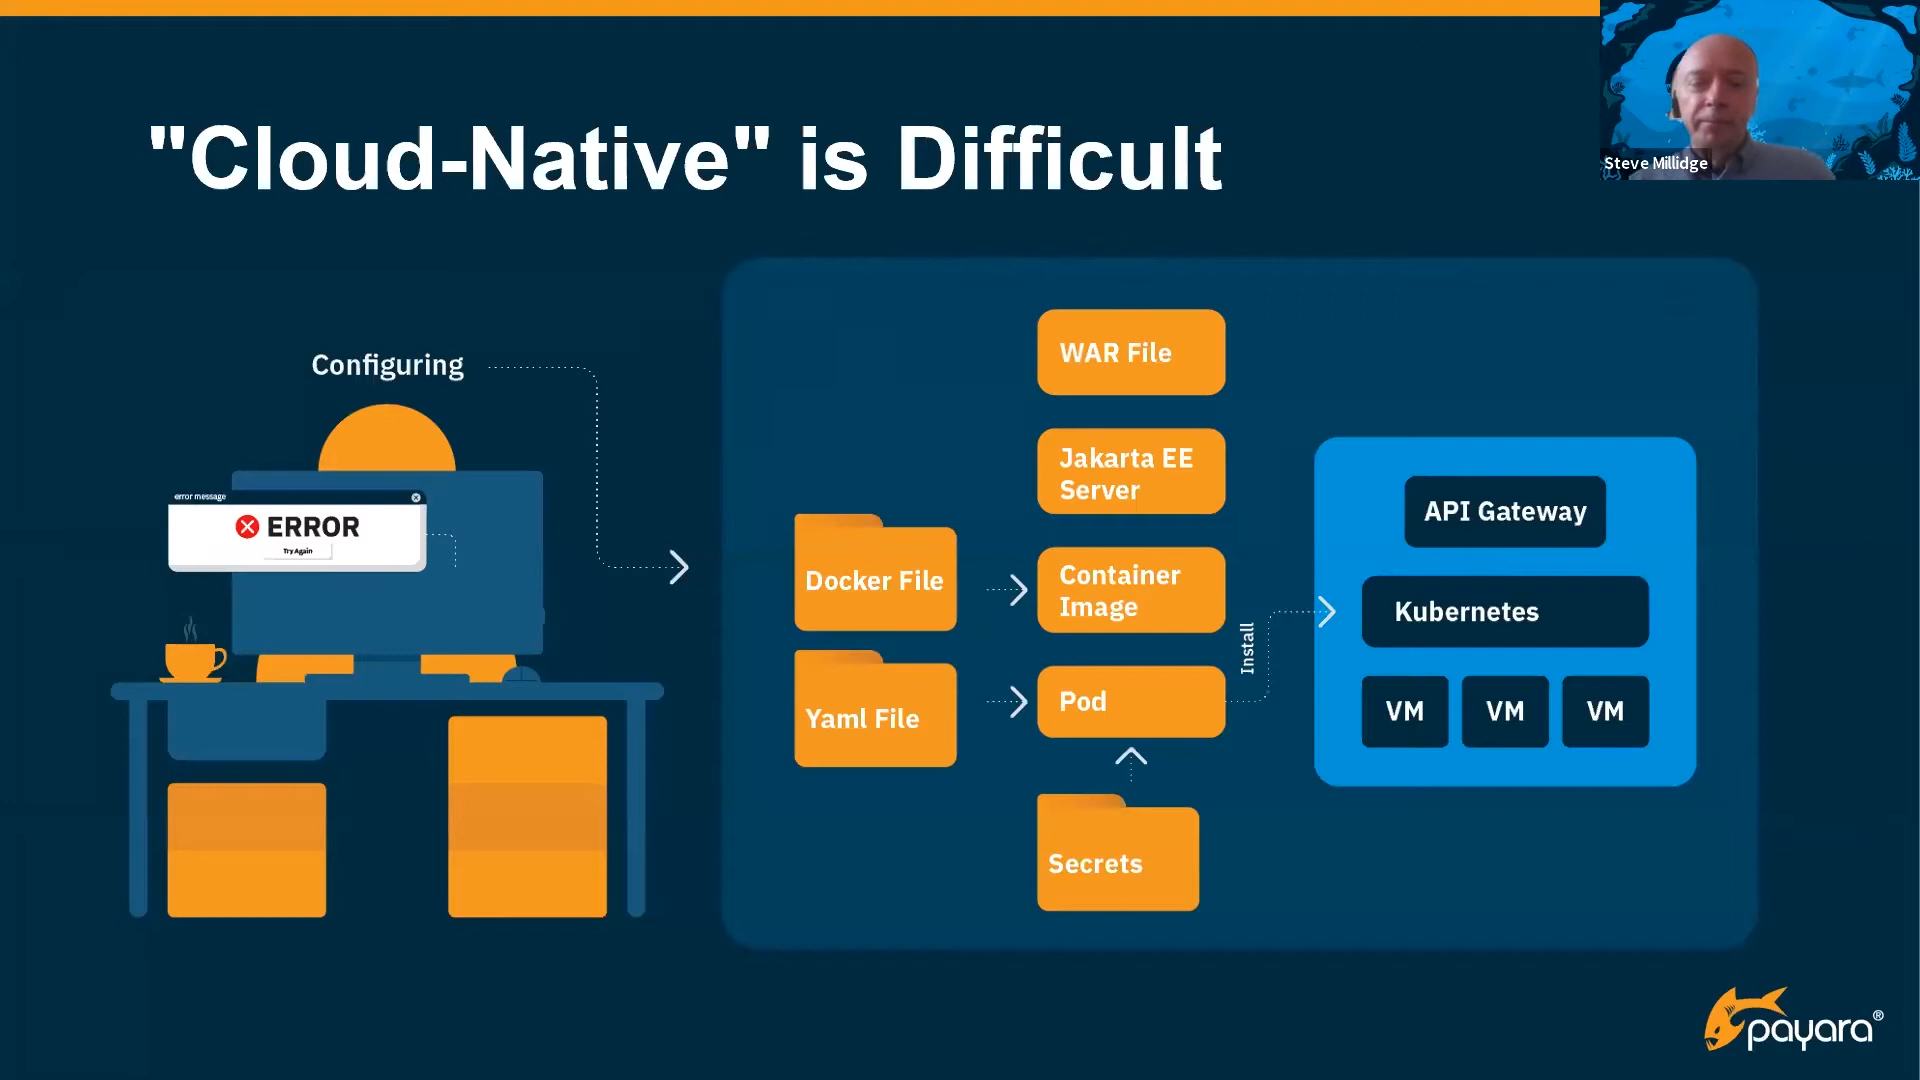 "Cloud-Native" is Difficult
Steve Millidge
Configuring
error message
ERROR
Try Again
WAR File
Jakarta EE
Server
Docker File
Container
Image
Yaml File
Pod
Secrets
Install
API Gateway
Kubernetes
VM
VM
VM
payara®